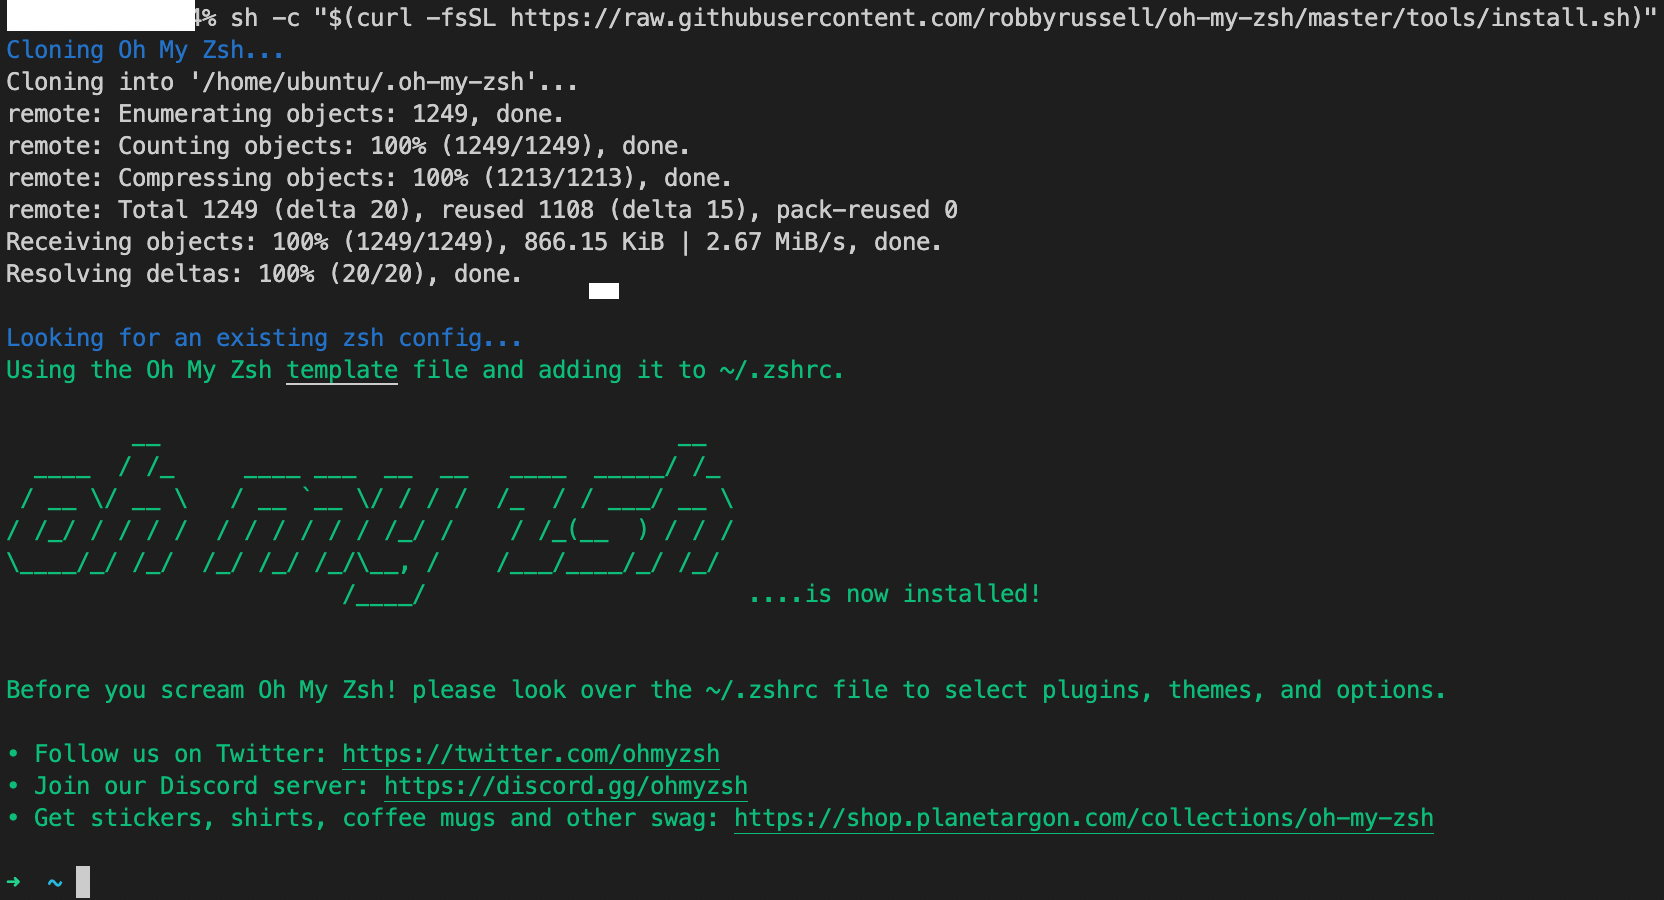 4% sh -c "$(curl -fsSL https://raw.githubusercontent.com/robbyrussell/oh-my-zsh/master/tools/install.sh)"
Cloning Oh My Zsh...
Cloning into '/home/ubuntu/.oh-my-zsh'...
remote: Enumerating objects: 1249, done.
remote: Counting objects: 100% (1249/1249), done.
remote: Compressing objects: 100% (1213/1213), done.
remote: Total 1249 (delta 20), reused 1108 (delta 15), pack-reused 0
Receiving objects: 100% (1249/1249), 866.15 KiB | 2.67 MiB/s, done.
Resolving deltas: 100% (20/20), done.
Looking for an existing zsh config...
Using the Oh My Zsh template file and adding it to ~/.zshrc.
oh my zsh
....is now installed!
Before you scream Oh My Zsh! please look over the ~/.zshrc file to select plugins, themes, and options.
• Follow us on Twitter: https://twitter.com/ohmyzsh
• Join our Discord server: https://discord.gg/ohmyzsh
• Get stickers, shirts, coffee mugs and other swag: https://shop.planetargon.com/collections/oh-my-zsh
➜ ~